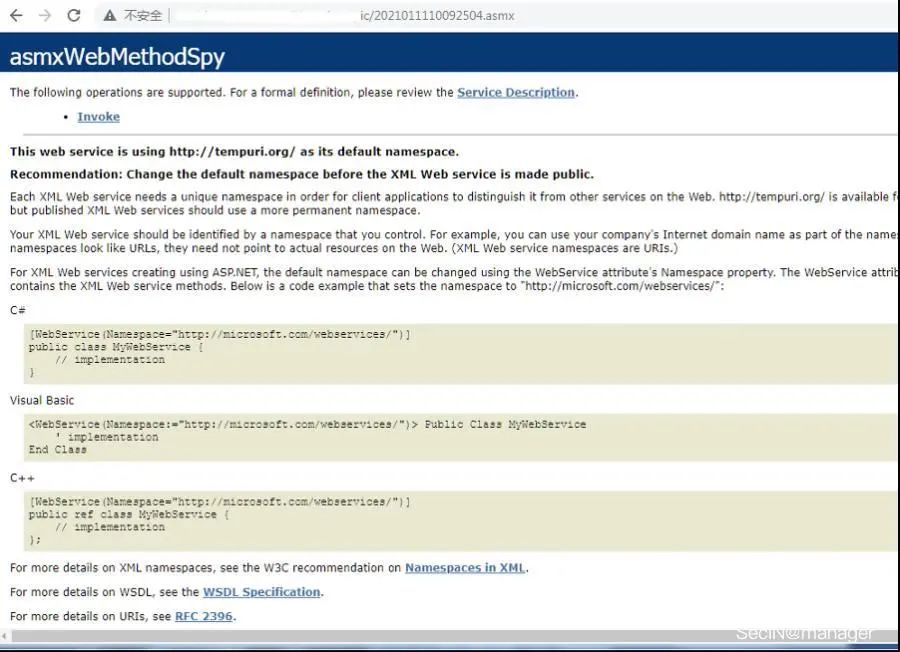 不安全 ic/2021011110092504.asmx
asmxWebMethodSpy
The following operations are supported. For a formal definition, please review the Service Description.
• Invoke
This web service is using http://tempuri.org/ as its default namespace.
Recommendation: Change the default namespace before the XML Web service is made public.
Each XML Web service needs a unique namespace in order for client applications to distinguish it from other services on the Web. http://tempuri.org/ is available f
but published XML Web services should use a more permanent namespace.
Your XML Web service should be identified by a namespace that you control. For example, you can use your company's Internet domain name as part of the name
namespaces look like URLs, they need not point to actual resources on the Web. (XML Web service namespaces are URIs.)
For XML Web services creating using ASP.NET, the default namespace can be changed using the WebService attribute's Namespace property. The WebService attrib
contains the XML Web service methods. Below is a code example that sets the namespace to "http://microsoft.com/webservices/":
C#
[WebService(Namespace="http://microsoft.com/webservices/")]
public class MyWebService {
// implementation
}
Visual Basic
<WebService(Namespace:="http://microsoft.com/webservices/")> Public Class MyWebService
' implementation
End Class
C++
[WebService(Namespace="http://microsoft.com/webservices/")]
public ref class MyWebService {
// implementation
};
For more details on XML namespaces, see the W3C recommendation on Namespaces in XML.
For more details on WSDL, see the WSDL Specification.
For more details on URIs, see RFC 2396.
SecIN@manager